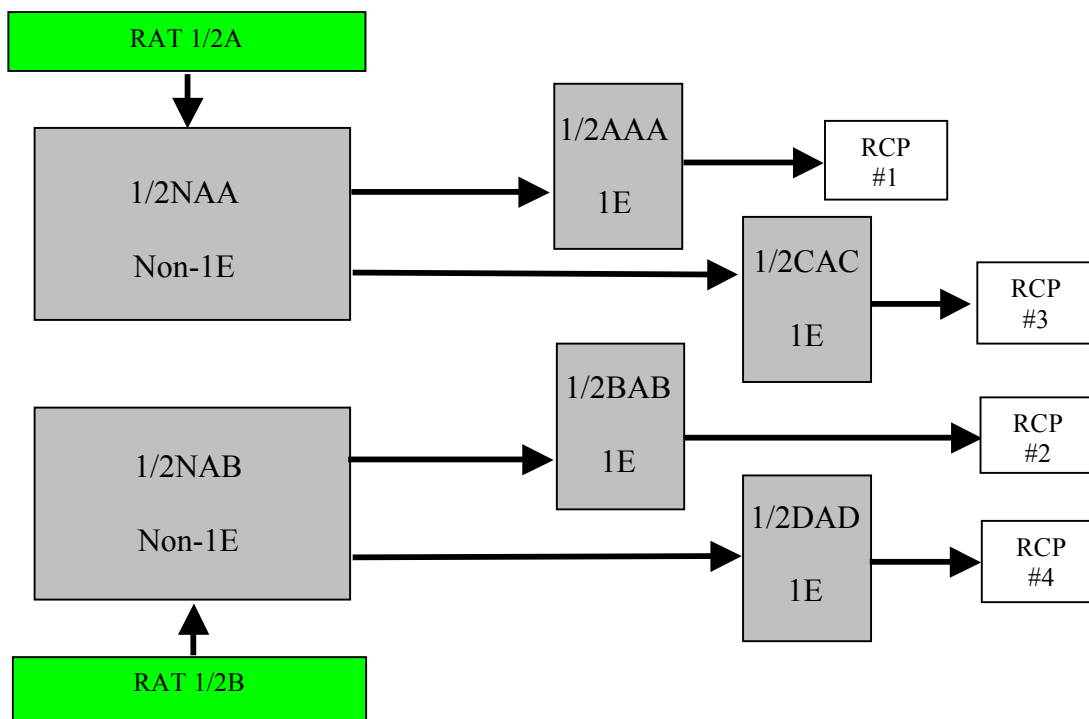 RAT 1/2A
1/2NAA
Non-1E
1/2AAA
1E
RCP
#1
1/2CAC
1E
RCP
#3
1/2NAB
Non-1E
1/2BAB
1E
RCP
#2
1/2DAD
1E
RCP
#4
RAT 1/2B